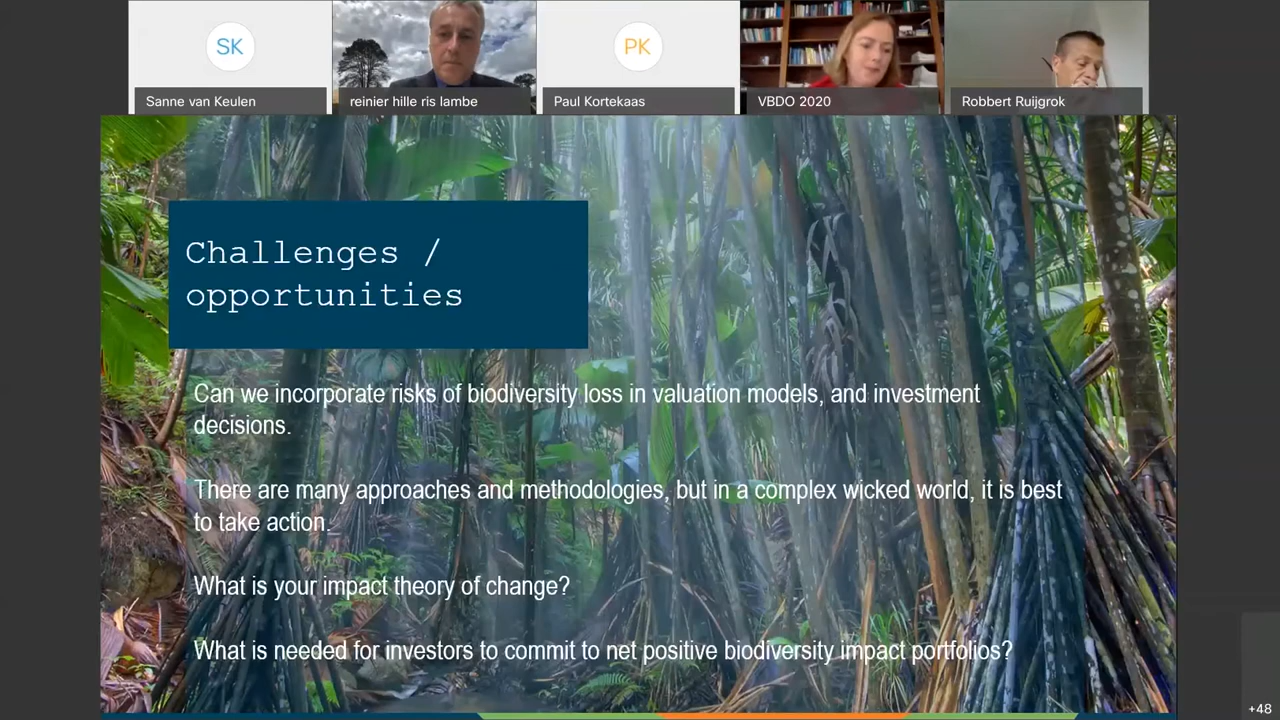 SK
PK
Sanne van Keulen
reinier hille ris lambe
Paul Kortekaas
VBDO 2020
Robbert Ruijgrok
Challenges /
opportunities
Can we incorporate risks of biodiversity loss in valuation models, and investment
decisions.
There are many approaches and methodologies, but in a complex wicked world, it is best
to take action.
What is your impact theory of change?
What is needed for investors to commit to net positive biodiversity impact portfolios?
+48